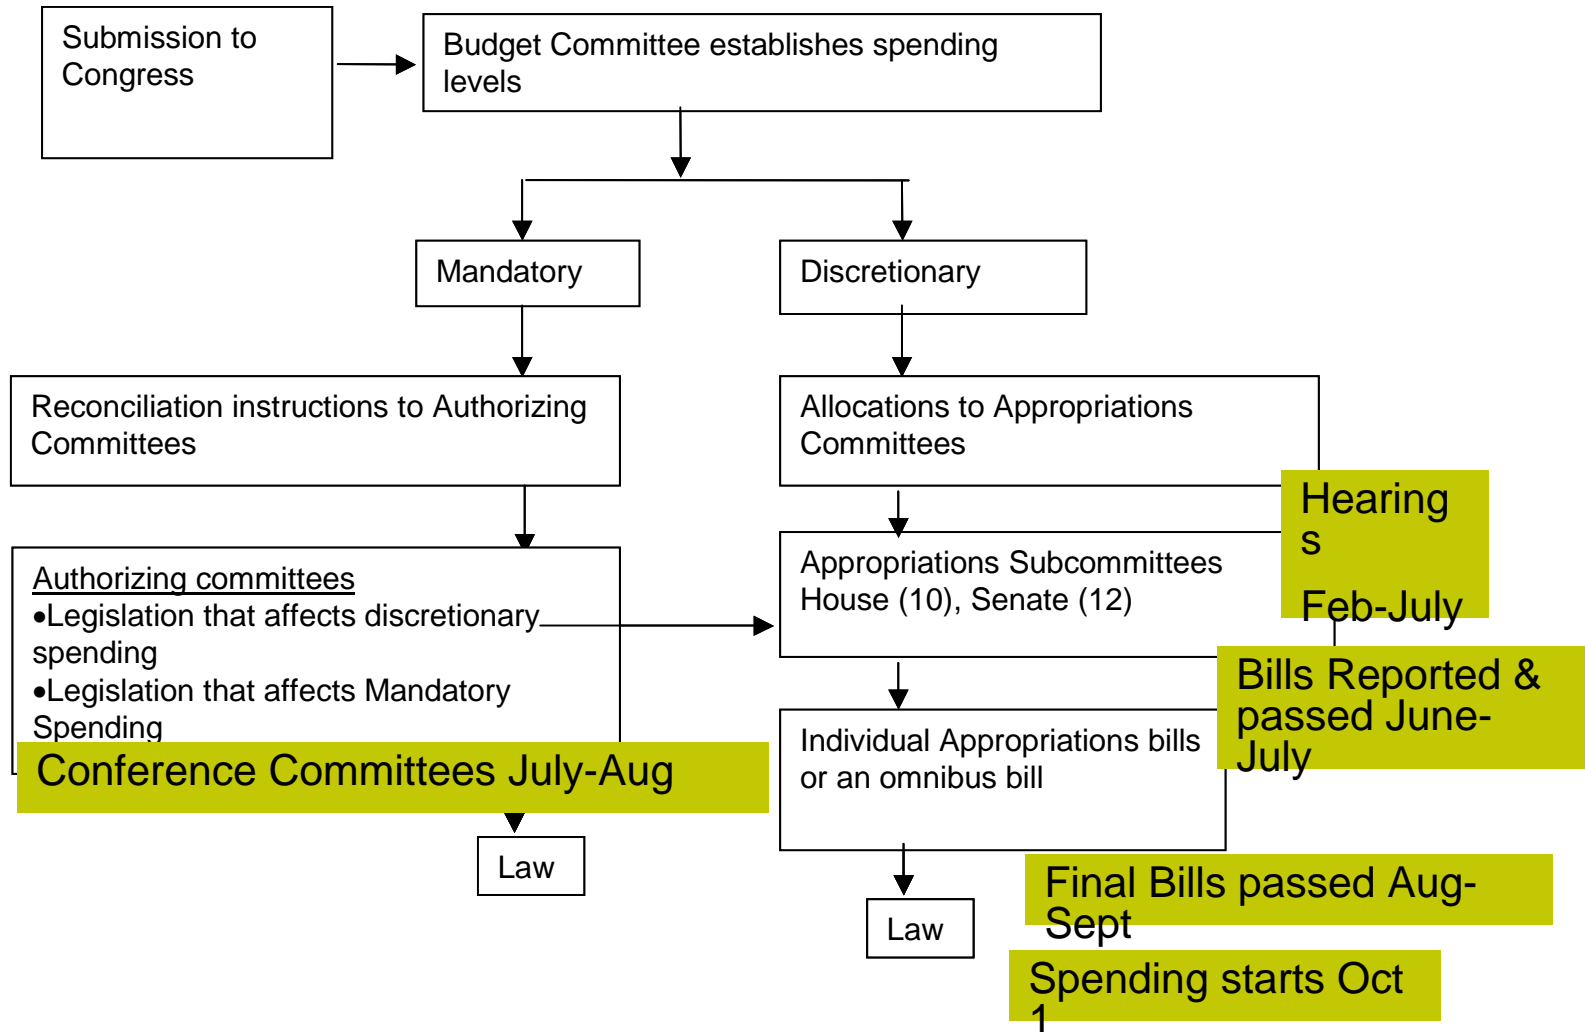 Submission to
Congress
Budget Committee establishes spending
levels
Mandatory
Discretionary
Reconciliation instructions to Authorizing
Committees
Allocations to Appropriations
Committees
Hearing
s
Feb-July
Authorizing committees
•Legislation that affects discretionary
spending
•Legislation that affects Mandatory
Spending
Appropriations Subcommittees
House (10), Senate (12)
Bills Reported &
passed June-
July
Conference Committees July-Aug
Individual Appropriations bills
or an omnibus bill
Law
Law
Final Bills passed Aug-
Sept
Spending starts Oct
1